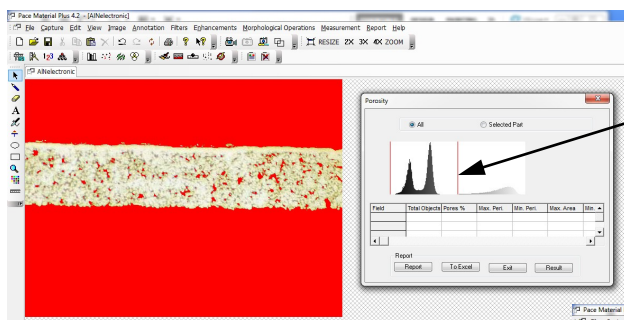 Pace Material Plus 4.2 - [AlNelectronic]
File Capture Edit View Image Annotation Filters Enhancements Morphological Operations Measurement Report Help
RESIZE 2X 3X 4X ZOOM
123
AlNelectronic
A
Porosity
All Selected Part
Field Total Objects Pores % Max. Peri. Min. Peri. Max. Area Min.
Report
Report To Excel Exit Result
Pace Material